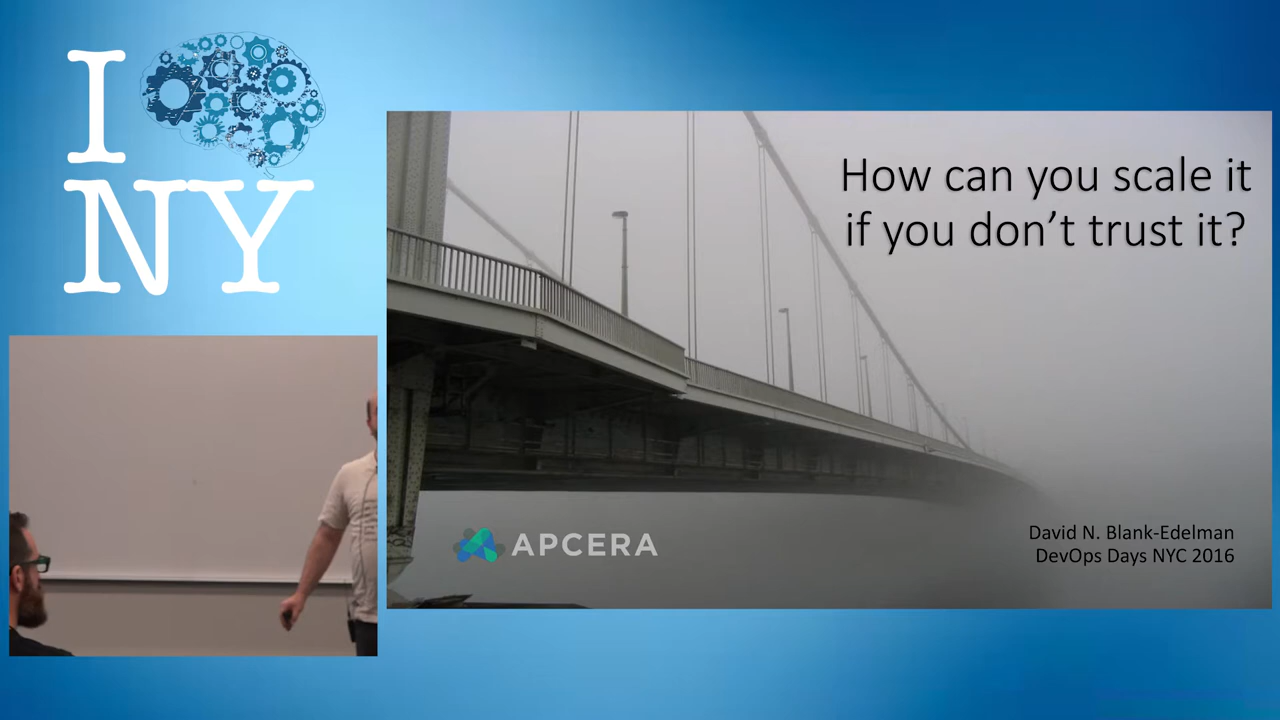 I
NY
How can you scale it
if you don't trust it?
APCERA
David N. Blank-Edelman
DevOps Days NYC 2016